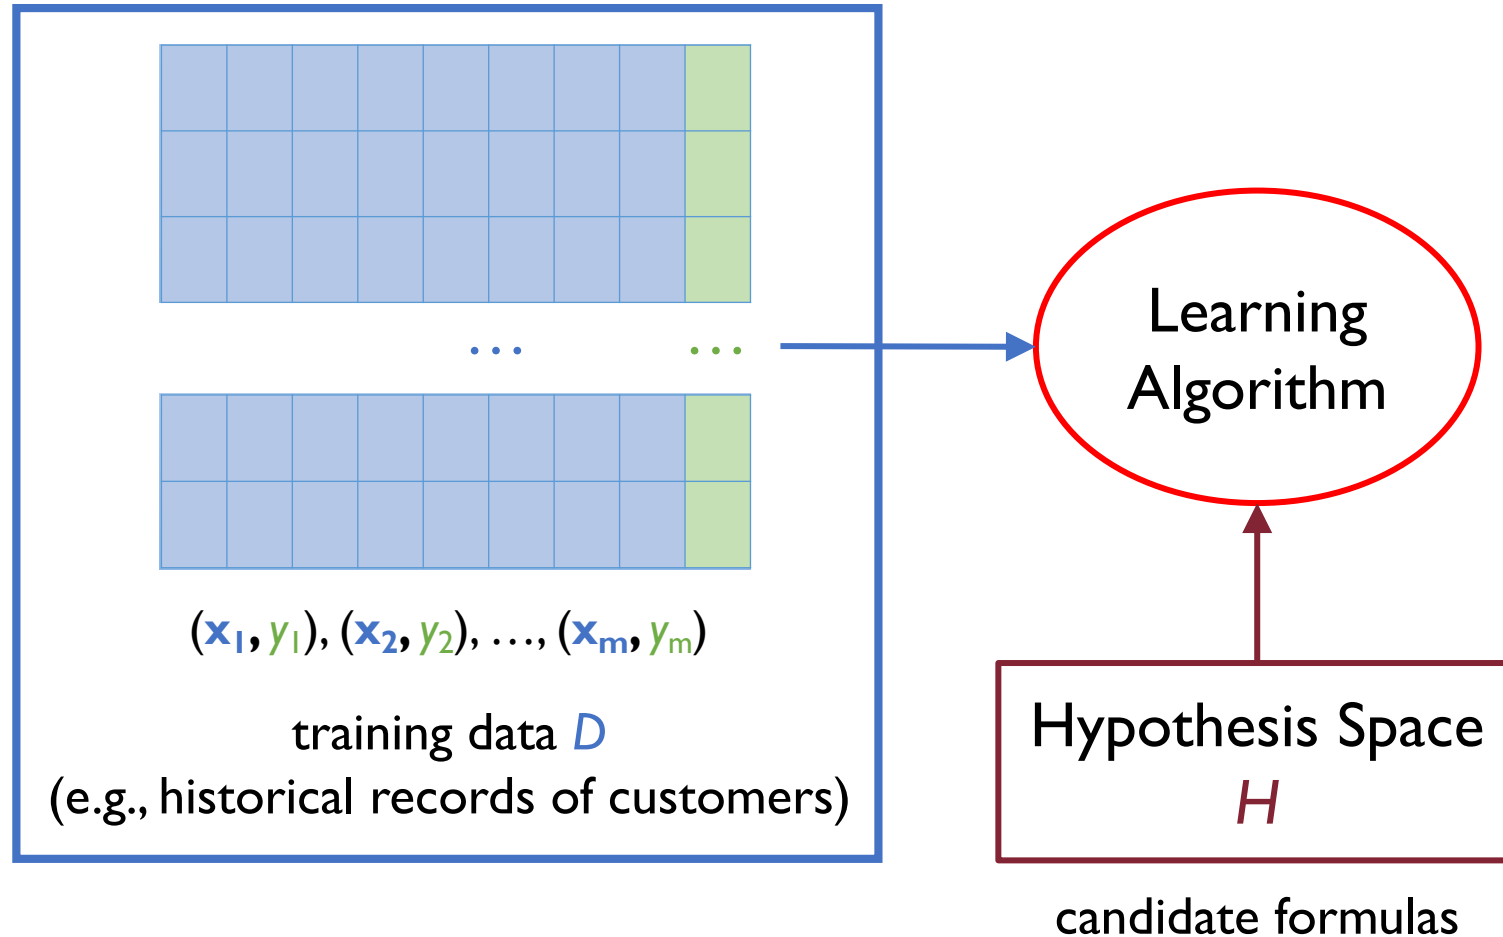 ... ...
(x₁, y₁), (x₂, y₂), …, (xₘ, yₘ)
training data D
(e.g., historical records of customers)
Learning
Algorithm
Hypothesis Space
H
candidate formulas